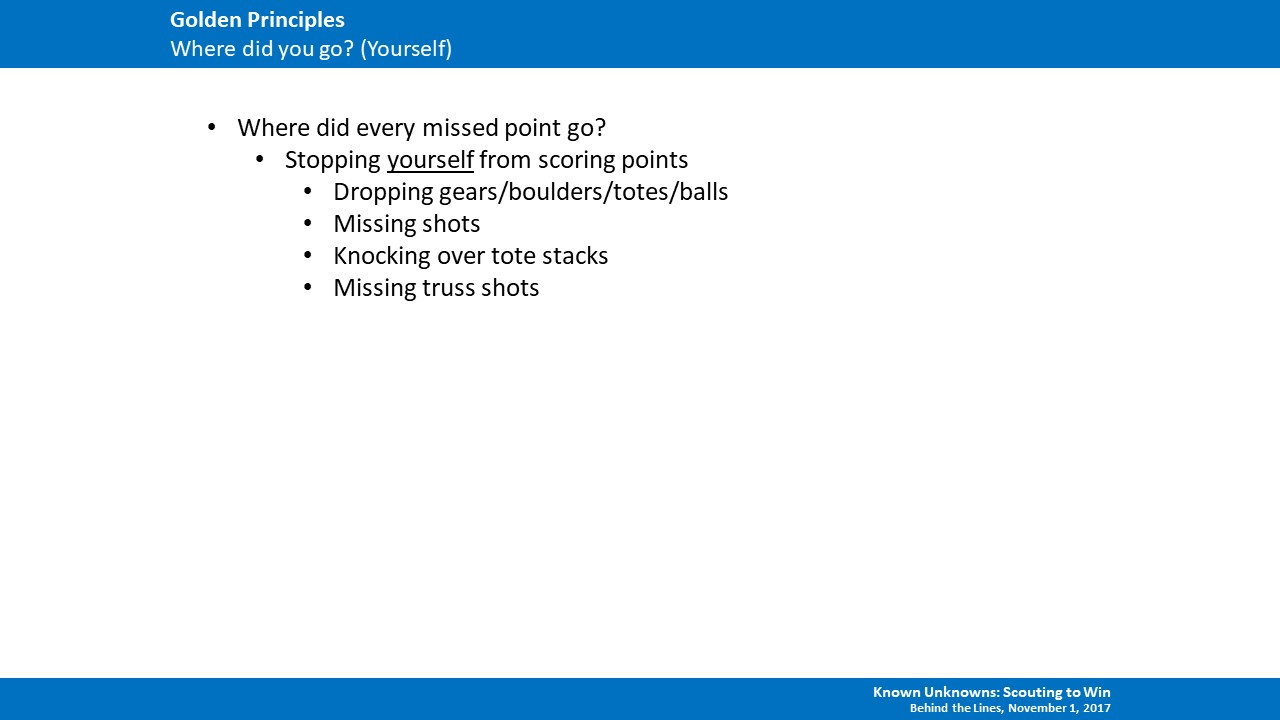 Golden Principles
Where did you go? (Yourself)
• Where did every missed point go?
• Stopping yourself from scoring points
• Dropping gears/boulders/totes/balls
• Missing shots
• Knocking over tote stacks
• Missing truss shots
Known Unknowns: Scouting to Win
Behind the Lines, November 1, 2017